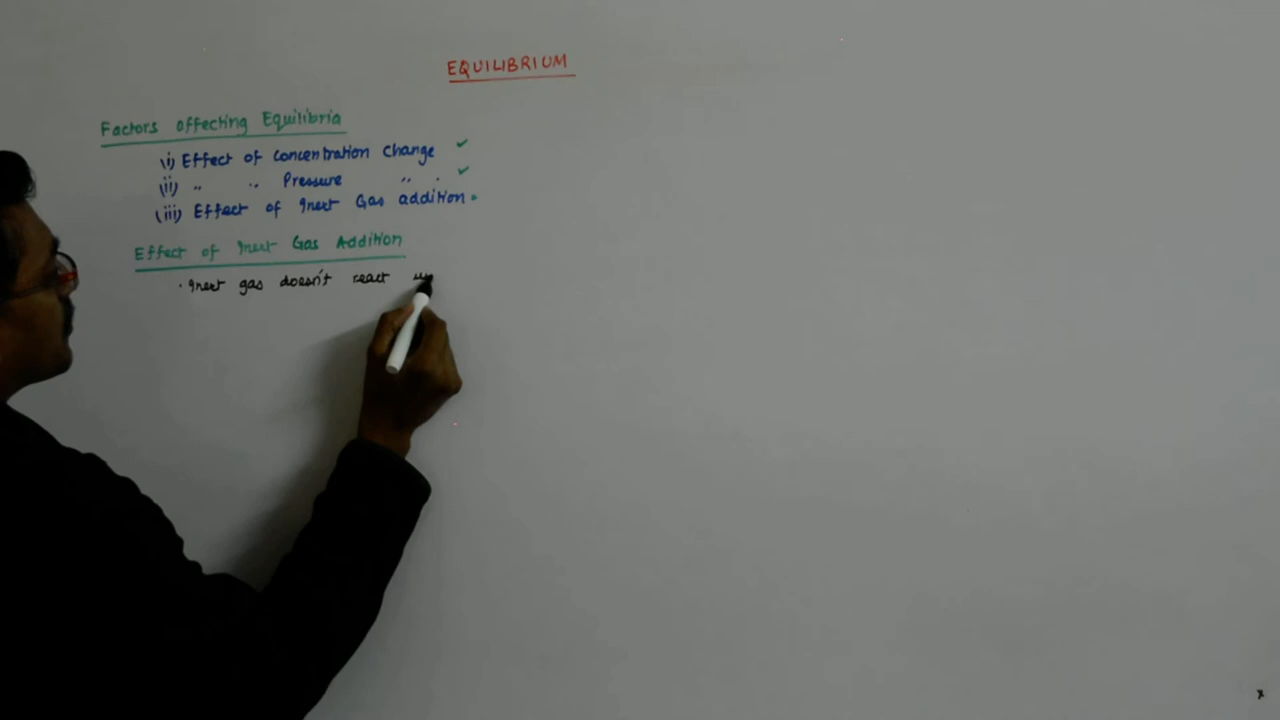 EQUILIBRIUM
Factors affecting Equilibria
(i) Effect of Concentration Change
(ii) " " Pressure " .
(iii) Effect of Inert Gas addition.
Effect of Inert Gas Addition
. Inert gas doesn't react